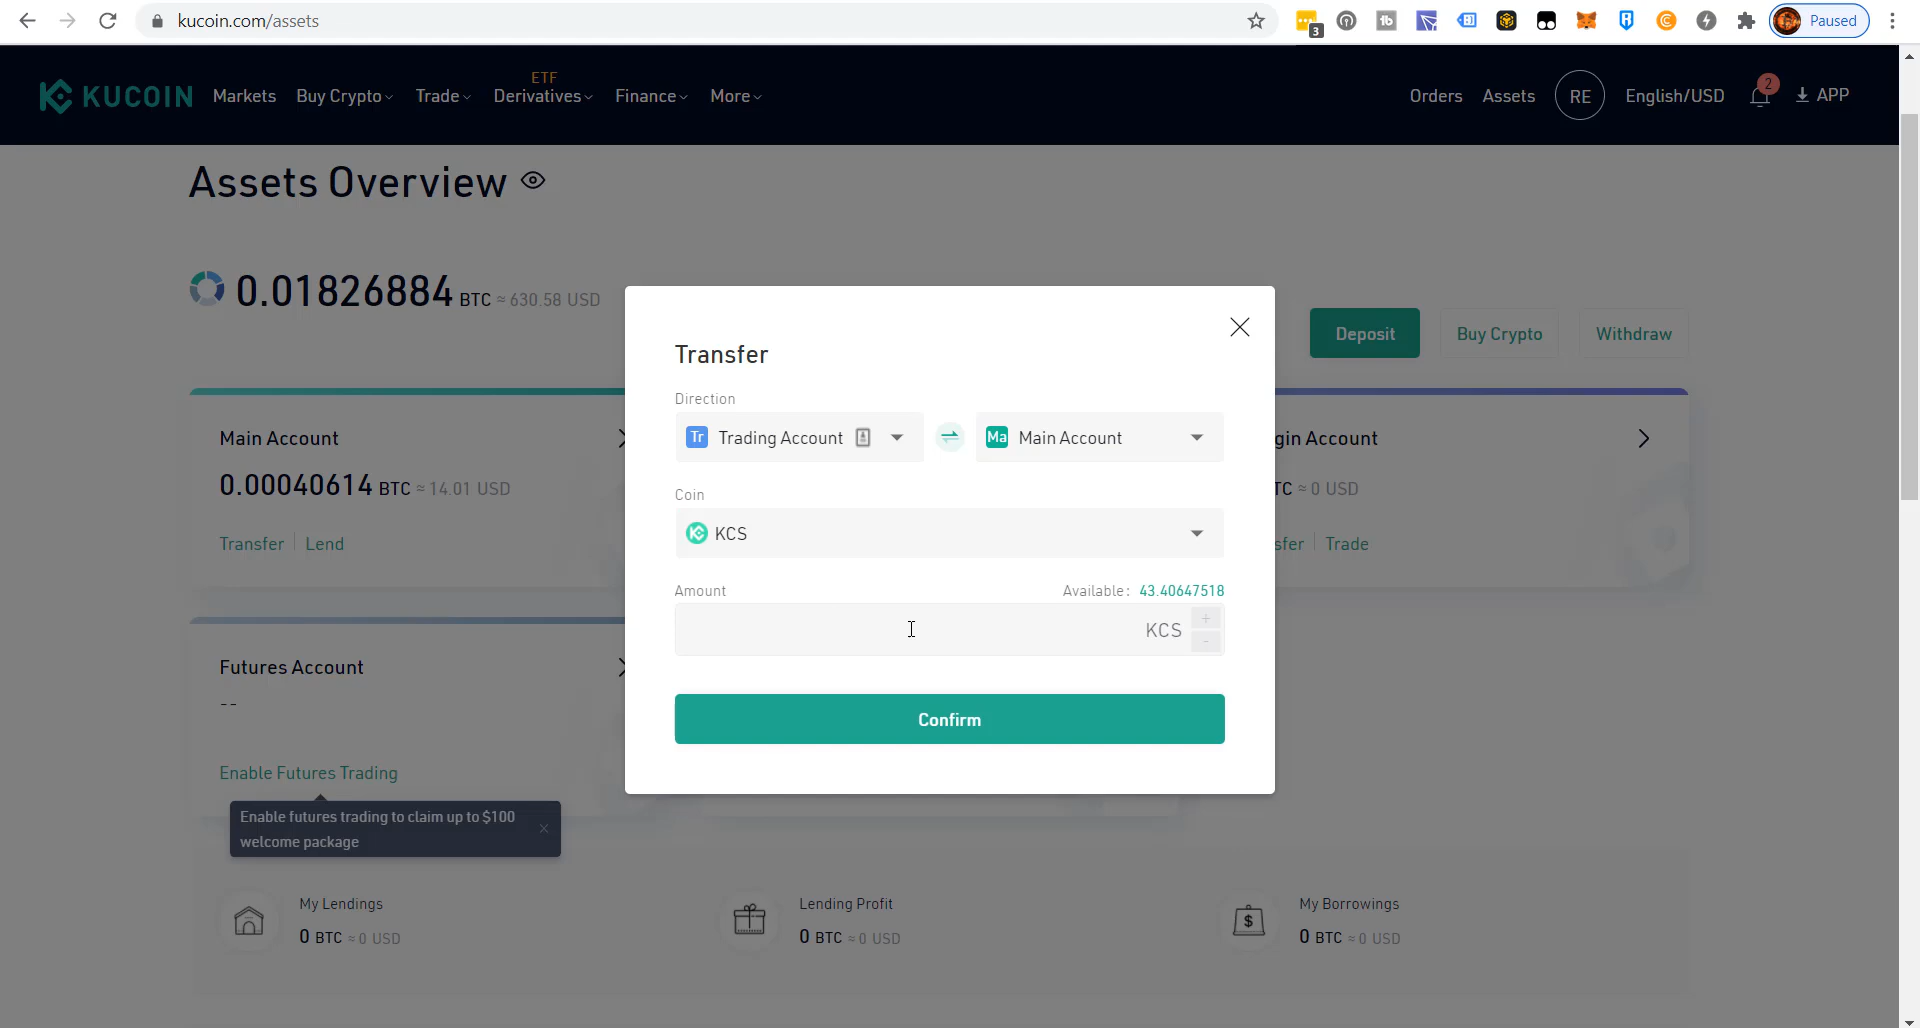 kucoin.com/assets
3
Paused
KUCOIN
Markets
Buy Crypto
Trade
ETF
Derivatives
Finance
More
Orders
Assets
RE
English/USD
2
APP
Assets Overview
0.01826884 BTC ≈ 630.58 USD
Deposit
Buy Crypto
Withdraw
Main Account
0.00040614 BTC ≈ 14.01 USD
Transfer
Lend
Transfer
Direction
Tr Trading Account
Ma Main Account
Coin
KCS
Amount
Available: 43.40647518
KCS
+
-
Confirm
gin Account
TC ≈ 0 USD
sfer
Trade
Futures Account
--
Enable Futures Trading
Enable futures trading to claim up to $100
welcome package
My Lendings
0 BTC ≈ 0 USD
Lending Profit
0 BTC ≈ 0 USD
My Borrowings
0 BTC ≈ 0 USD